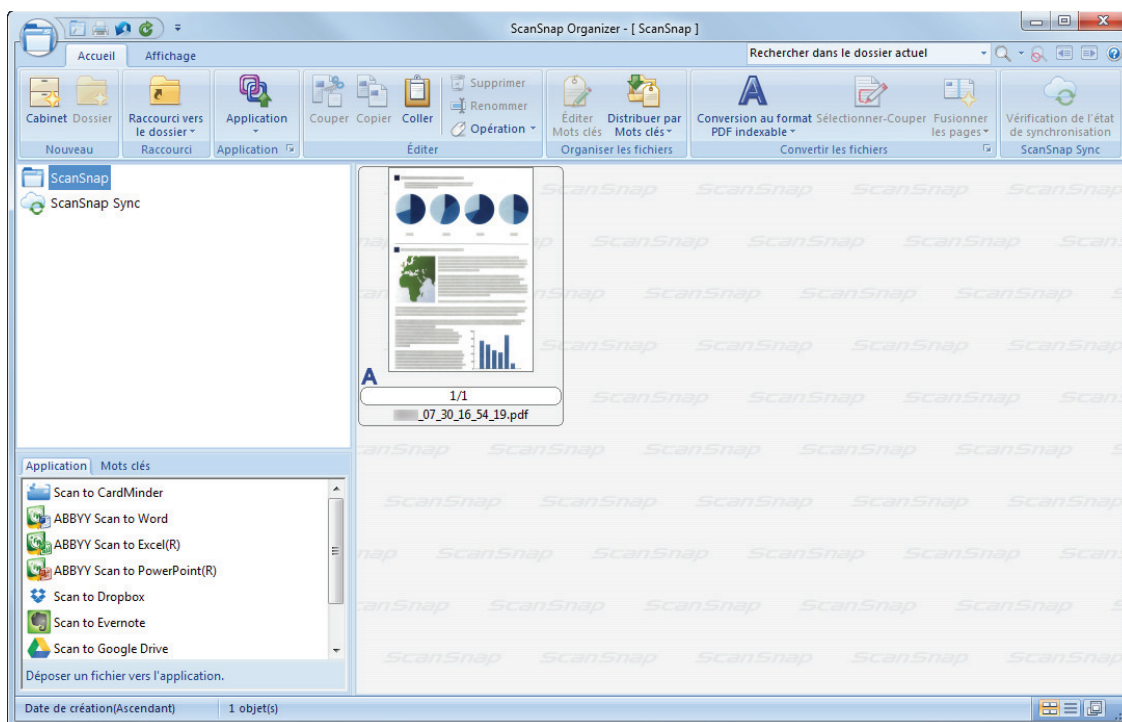 ScanSnap Organizer - [ ScanSnap ]
Accueil Affichage
Rechercher dans le dossier actuel
Cabinet Dossier
Nouveau
Raccourci vers
le dossier
Raccourci
Application
Application
Couper Copier Coller
Supprimer
Renommer
Opération
Éditer
Éditer
Mots clés
Distribuer par
Mots clés
Organiser les fichiers
Conversion au format
PDF indexable
Sélectionner-Couper
Fusionner
les pages
Convertir les fichiers
Vérification de l'état
de synchronisation
ScanSnap Sync
ScanSnap
ScanSnap Sync
A
1/1
_07_30_16_54_19.pdf
Application Mots clés
Scan to CardMinder
ABBYY Scan to Word
ABBYY Scan to Excel(R)
ABBYY Scan to PowerPoint(R)
Scan to Dropbox
Scan to Evernote
Scan to Google Drive
Déposer un fichier vers l'application.
Date de création(Ascendant) 1 objet(s)